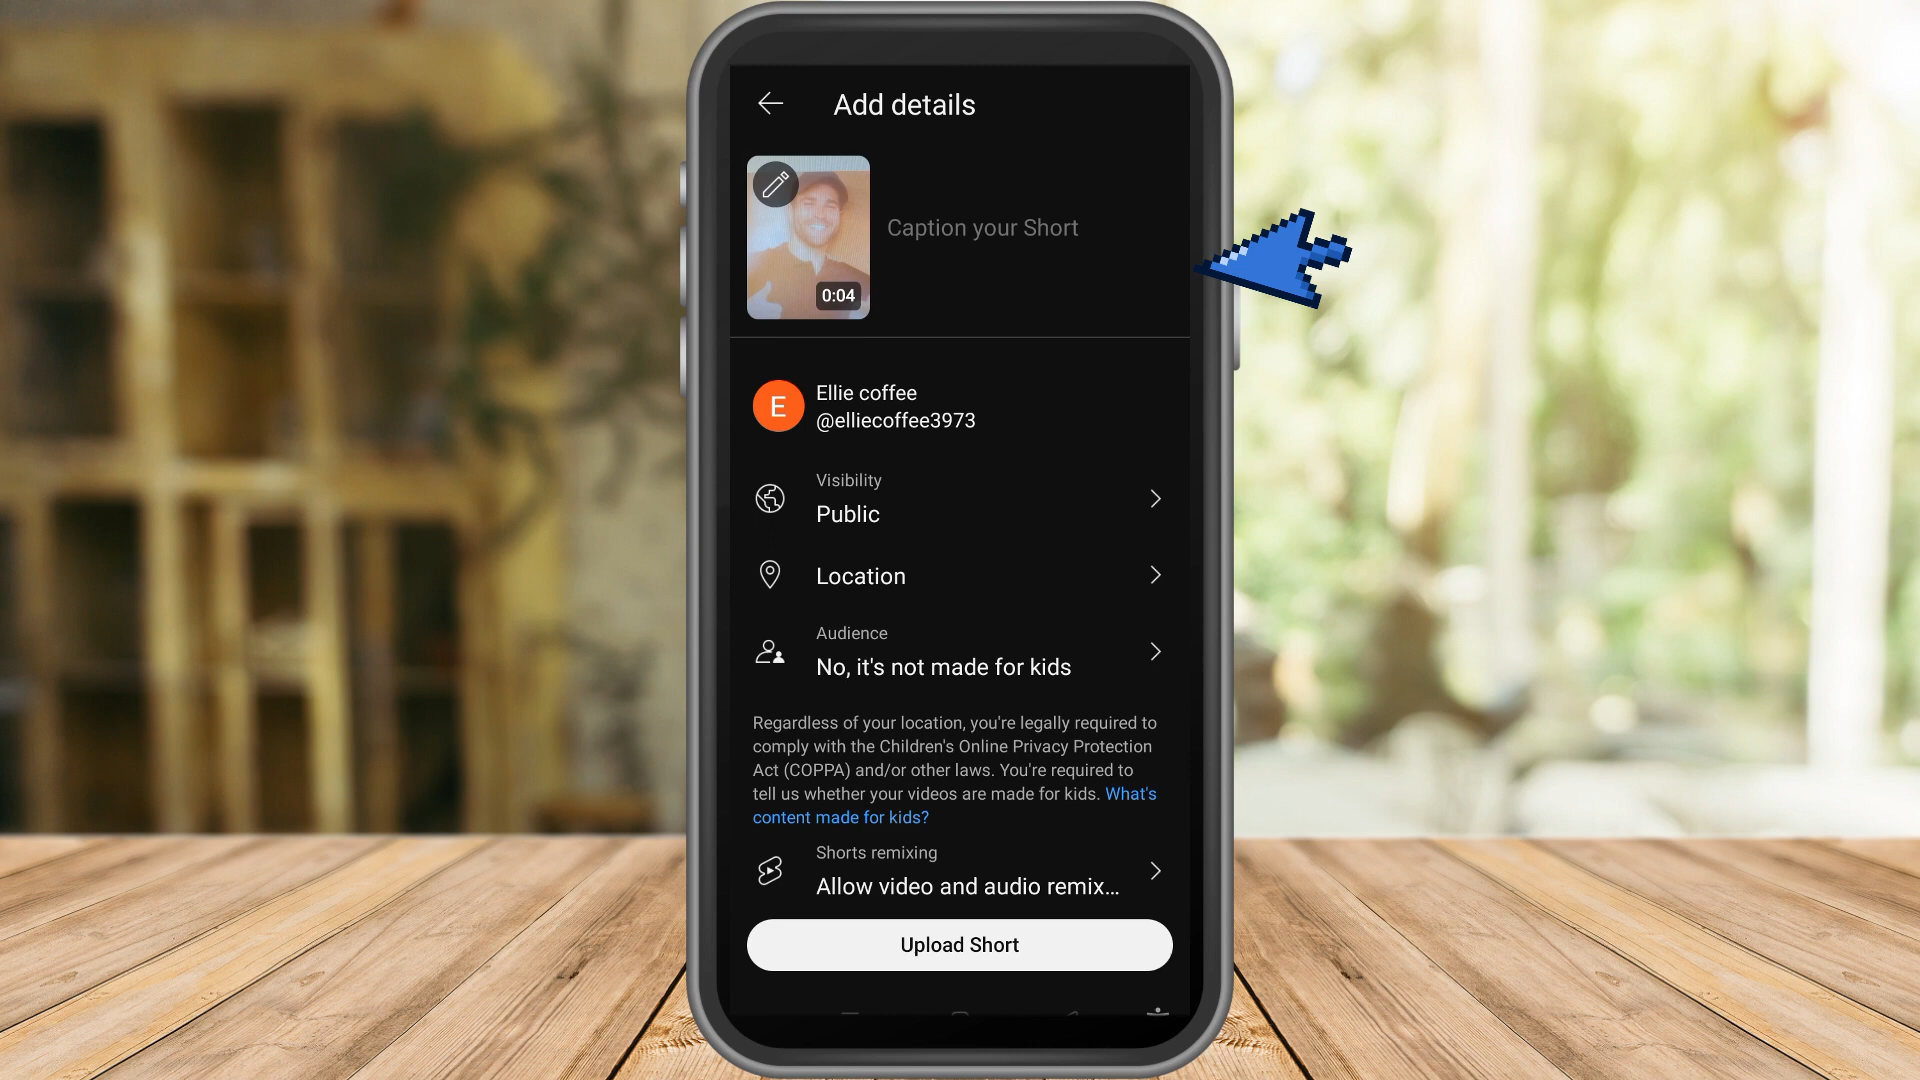 Add details
Caption your Short
0:04
E
Ellie coffee
@elliecoffee3973
Visibility
Public
Location
Audience
No, it's not made for kids
Regardless of your location, you're legally required to
comply with the Children's Online Privacy Protection
Act (COPPA) and/or other laws. You're required to
tell us whether your videos are made for kids. What's
content made for kids?
Shorts remixing
Allow video and audio remix...
Upload Short